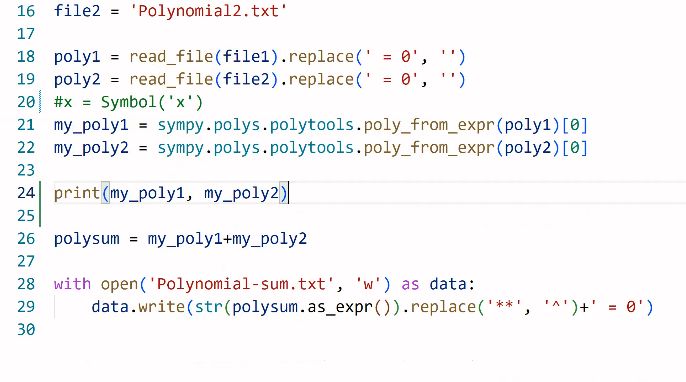 16 file2 = 'Polynomial2.txt'
17
18 poly1 = read_file(file1).replace(' = 0', '')
19 poly2 = read_file(file2).replace(' = 0', '')
20 #x = Symbol('x')
21 my_poly1 = sympy.polys.polytools.poly_from_expr(poly1)[0]
22 my_poly2 = sympy.polys.polytools.poly_from_expr(poly2)[0]
23
24 print(my_poly1, my_poly2)
25
26 polysum = my_poly1+my_poly2
27
28 with open('Polynomial-sum.txt', 'w') as data:
29     data.write(str(polysum.as_expr()).replace('**', '^')+' = 0')
30